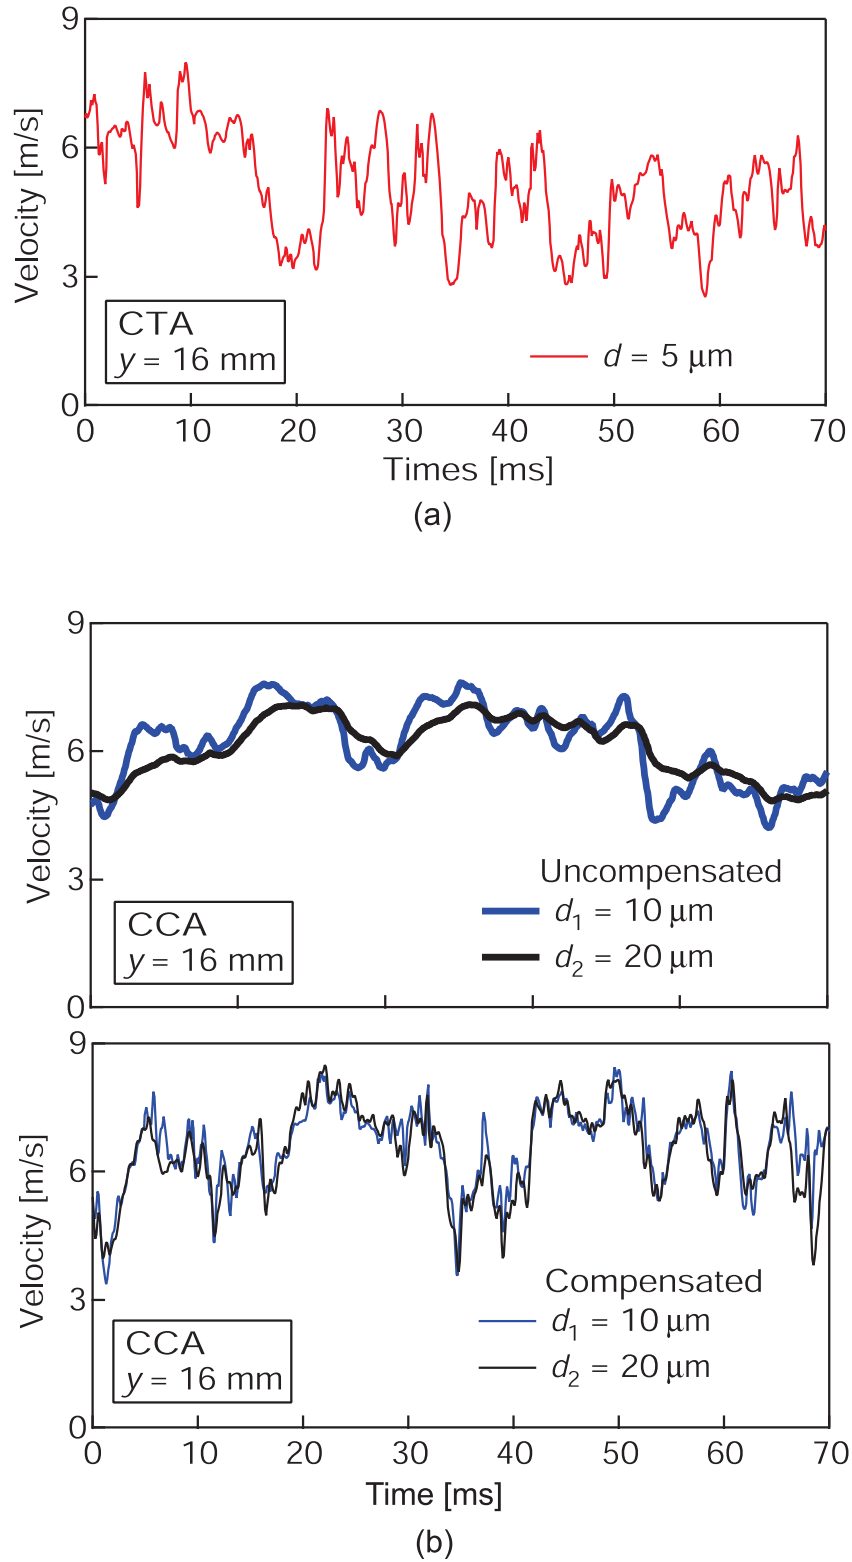 9
6
3
0
Velocity [m/s]
CTA
y = 16 mm
d = 5 μm
0 10 20 30 40 50 60 70
Times [ms]
(a)
9
6
3
0
Velocity [m/s]
Uncompensated
d₁ = 10 μm
d₂ = 20 μm
CCA
y = 16 mm
9
6
3
0
Velocity [m/s]
Compensated
d₁ = 10 μm
d₂ = 20 μm
CCA
y = 16 mm
0 10 20 30 40 50 60 70
Time [ms]
(b)